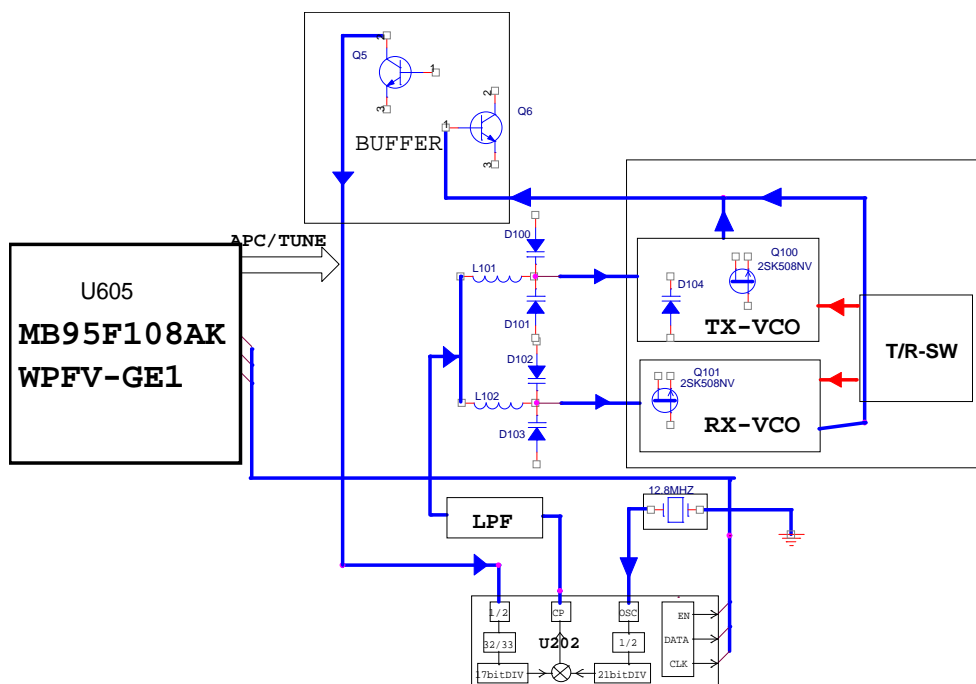 2
Q5
1
3
2
Q6
1
BUFFER
3
APC/TUNE
U605
MB95F108AK
WPFV-GE1
D100
L101
D101
D102
L102
D103
Q100
2SK508NV
D104
TX-VCO
Q101
2SK508NV
RX-VCO
T/R-SW
LPF
12.8MHZ
1/2
CP
OSC
EN
32/33
U202
1/2
DATA
17bitDIV
21bitDIV
CLK